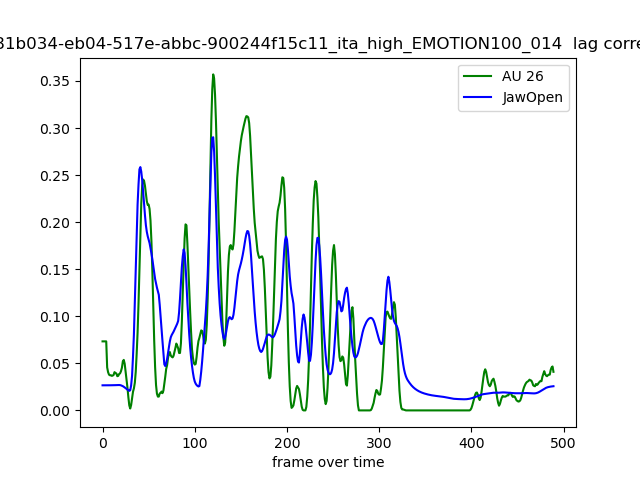 31b034-eb04-517e-abbc-900244f15c11_ita_high_EMOTION100_014 lag corre
AU 26
JawOpen
0.35
0.30
0.25
0.20
0.15
0.10
0.05
0.00
0 100 200 300 400 500
frame over time